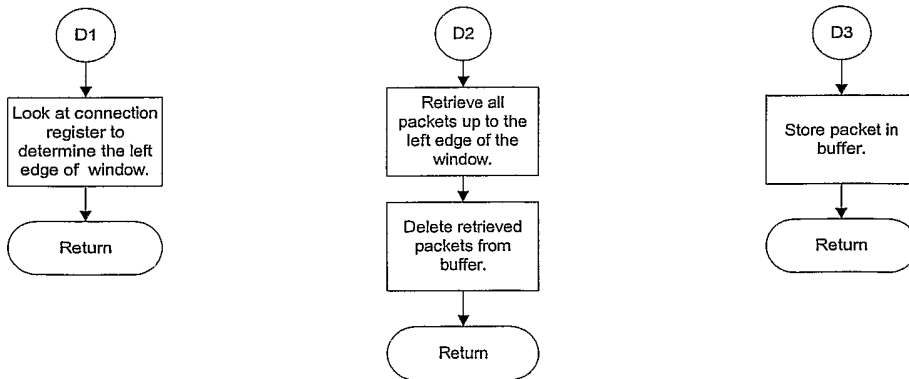 D1
Look at connection
register to
determine the left
edge of window.
Return
D2
Retrieve all
packets up to the
left edge of the
window.
Delete retrieved
packets from
buffer.
Return
D3
Store packet in
buffer.
Return